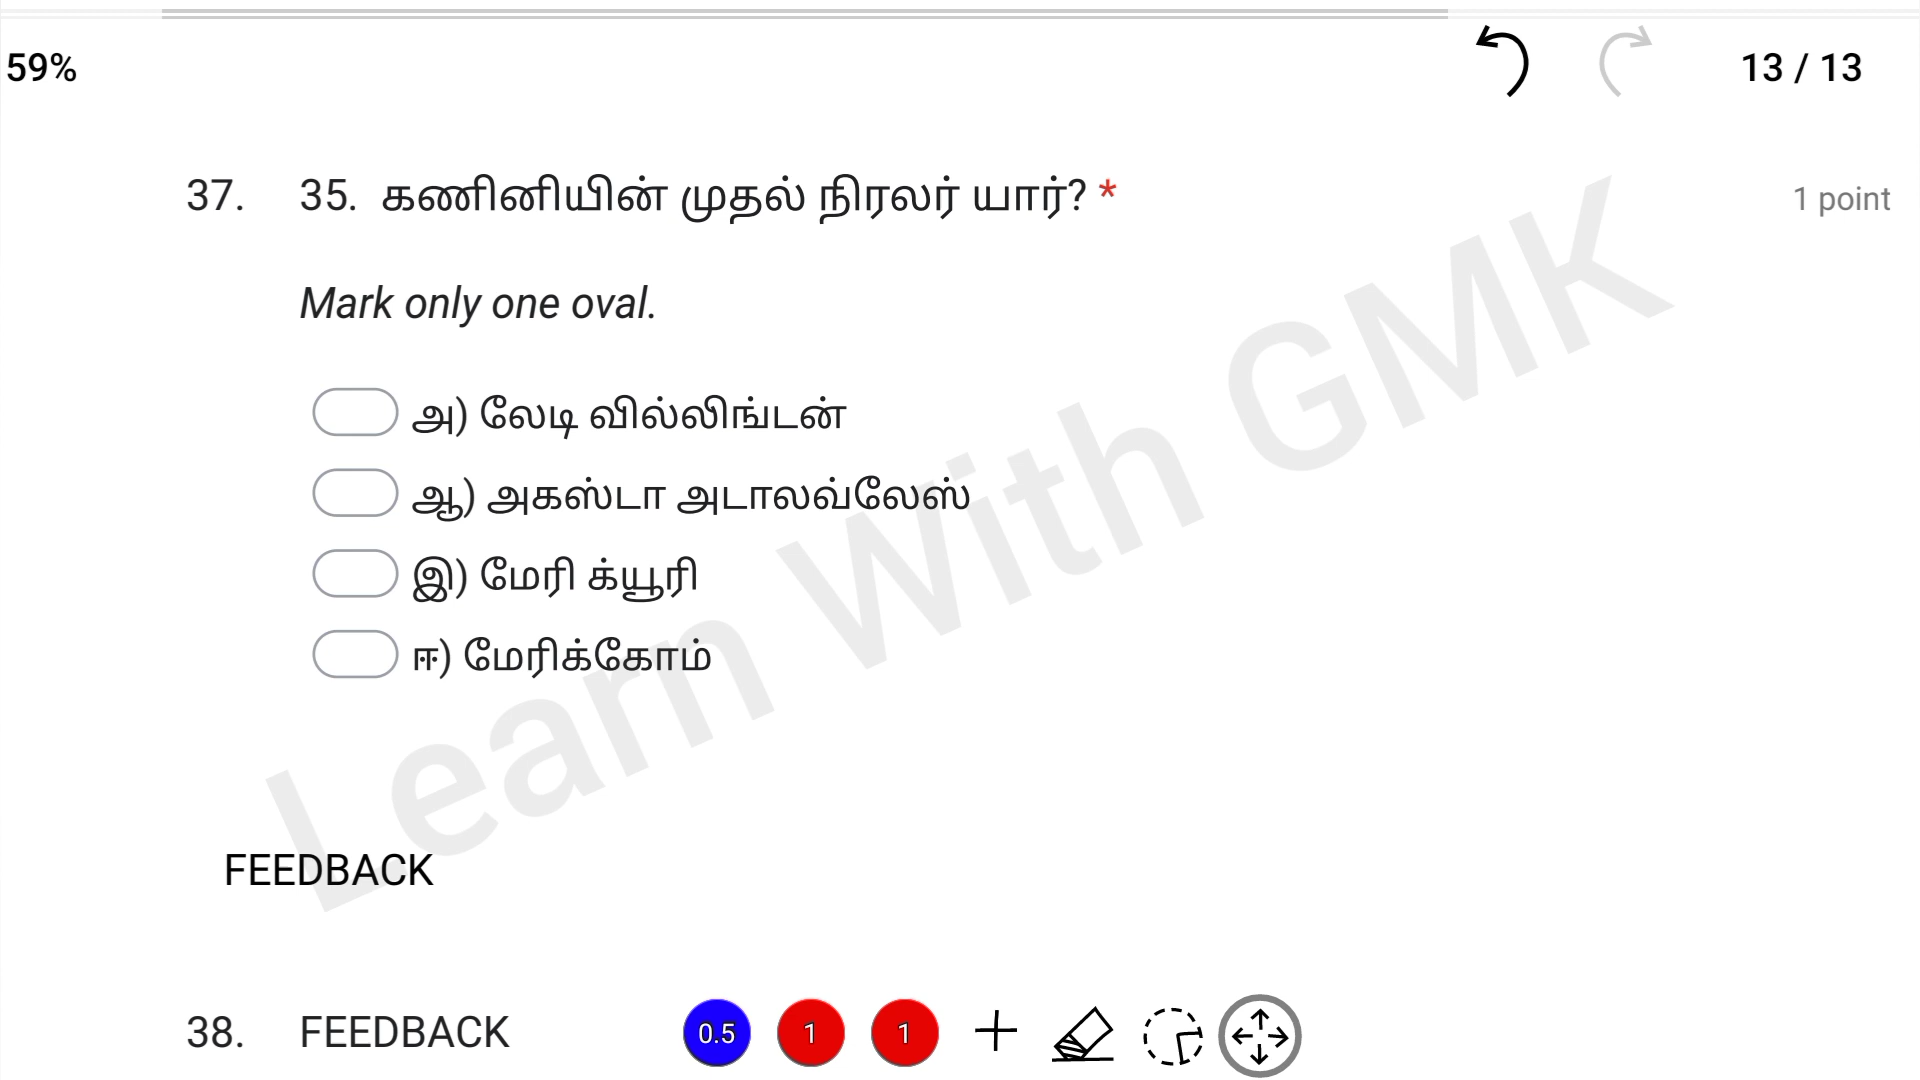 59%
13 / 13
37. 35. கணினியின் முதல் நிரலர் யார்? *
1 point
Mark only one oval.
அ) லேடி வில்லிங்டன்
ஆ) அகஸ்டா அடாலவ்லேஸ்
இ) மேரி க்யூரி
ஈ) மேரிக்கோம்
Learn With GMK
FEEDBACK
38. FEEDBACK
0.5 1 1